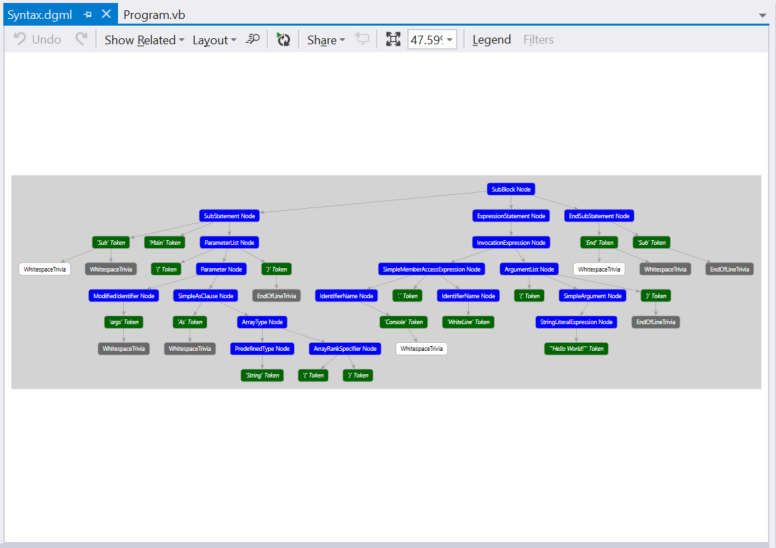 Syntax.dgml Program.vb
Undo Show Related Layout Share 47.59% Legend Filters
SubBlock Node
SubStatement Node ExpressionStatement Node EndSubStatement Node
'Sub' Token 'Main' Token ParameterList Node InvocationExpression Node 'End' Token 'Sub' Token
WhitespaceTrivia WhitespaceTrivia '(' Token Parameter Node ')' Token SimpleMemberAccessExpression Node ArgumentList Node WhitespaceTrivia WhitespaceTrivia EndOfLineTrivia
ModifiedIdentifier Node SimpleAsClause Node EndOfLineTrivia IdentifierName Node '.' Token IdentifierName Node '(' Token SimpleArgument Node ')' Token
'args' Token 'As' Token ArrayType Node 'Console' Token 'WriteLine' Token StringLiteralExpression Node EndOfLineTrivia
WhitespaceTrivia WhitespaceTrivia PredefinedType Node ArrayRankSpecifier Node WhitespaceTrivia '"Hello World!"' Token
'String' Token '(' Token ')' Token